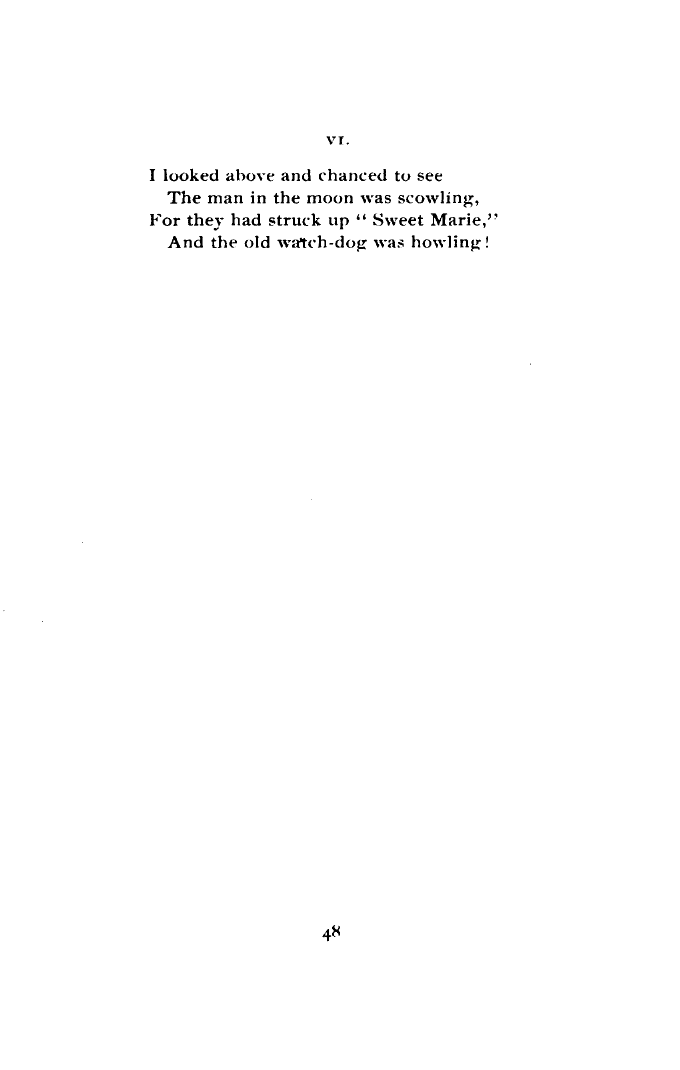 VI.
I looked above and chanced to see
The man in the moon was scowling,
For they had struck up “ Sweet Marie,”
And the old watch-dog was howling!
48